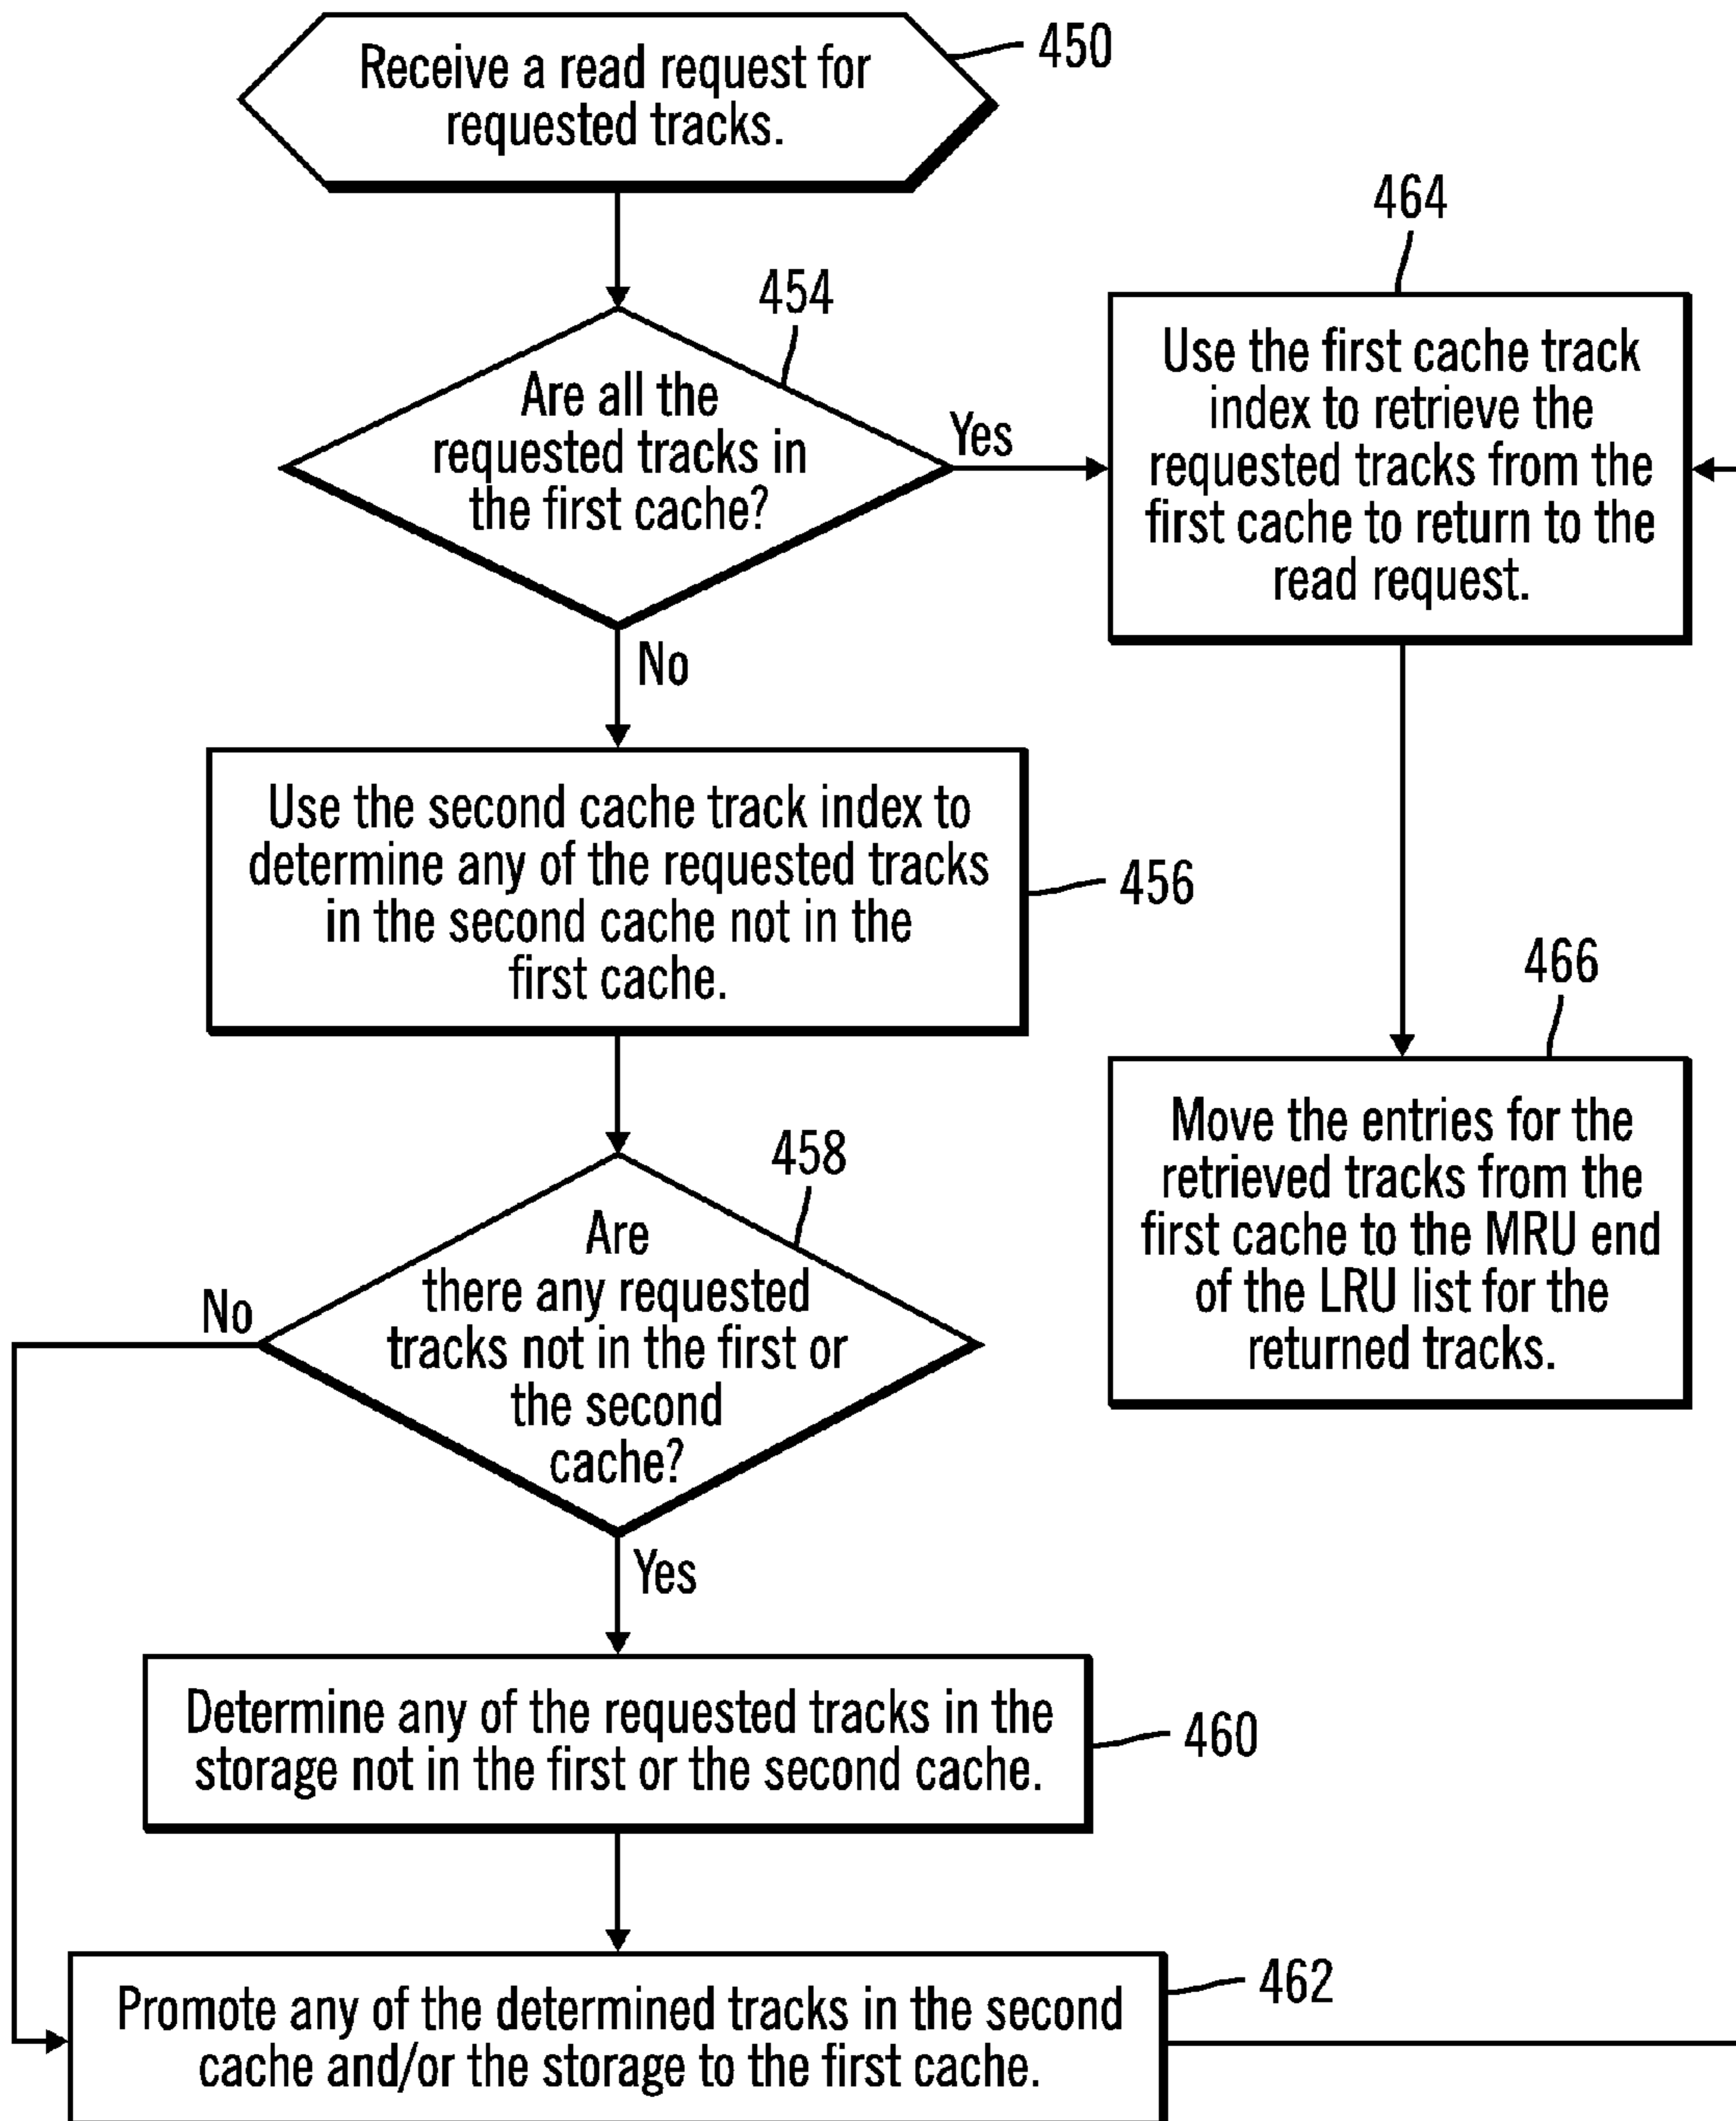 Receive a read request for
requested tracks.
450
454
Are all the
requested tracks in
the first cache?
Yes
No
464
Use the first cache track
index to retrieve the
requested tracks from the
first cache to return to the
read request.
Use the second cache track index to
determine any of the requested tracks
in the second cache not in the
first cache.
456
466
Move the entries for the
retrieved tracks from the
first cache to the MRU end
of the LRU list for the
returned tracks.
458
Are
there any requested
tracks not in the first or
the second
cache?
No
Yes
Determine any of the requested tracks in the
storage not in the first or the second cache.
460
Promote any of the determined tracks in the second
cache and/or the storage to the first cache.
462